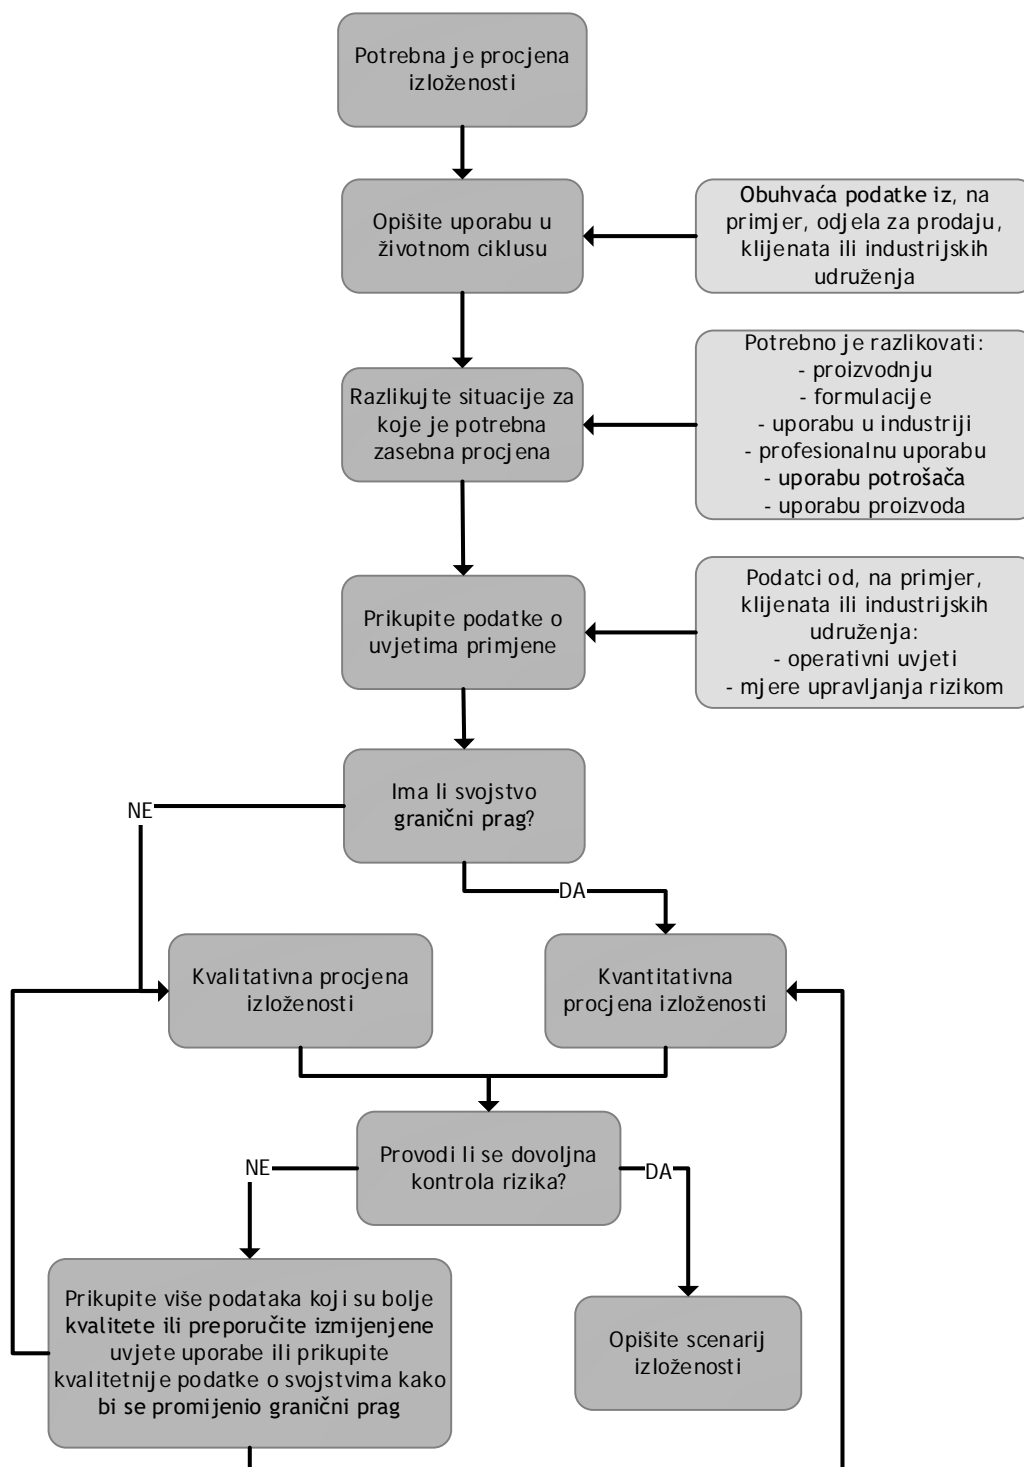 Potrebna je procjena
izloženosti
Opišite uporabu u
životnom ciklusu
Obuhvaća podatke iz, na
primjer, odjela za prodaju,
klijenata ili industrijskih
udruženja
Razlikujte situacije za
koje je potrebna
zasebna procjena
Potrebno je razlikovati:
- proizvodnju
- formulacije
- uporabu u industriji
- profesionalnu uporabu
- uporabu potrošača
- uporabu proizvoda
Prikupite podatke o
uvjetima primjene
Podatci od, na primjer,
klijenata ili industrijskih
udruženja:
- operativni uvjeti
- mjere upravljanja rizikom
Ima li svojstvo
granični prag?
NE
DA
Kvalitativna procjena
izloženosti
Kvantitativna
procjena izloženosti
Provodi li se dovoljna
kontrola rizika?
NE
DA
Prikupite više podataka koji su bolje
kvalitete ili preporučite izmijenjene
uvjete uporabe ili prikupite
kvalitetnije podatke o svojstvima kako
bi se promijenio granični prag
Opišite scenarij
izloženosti